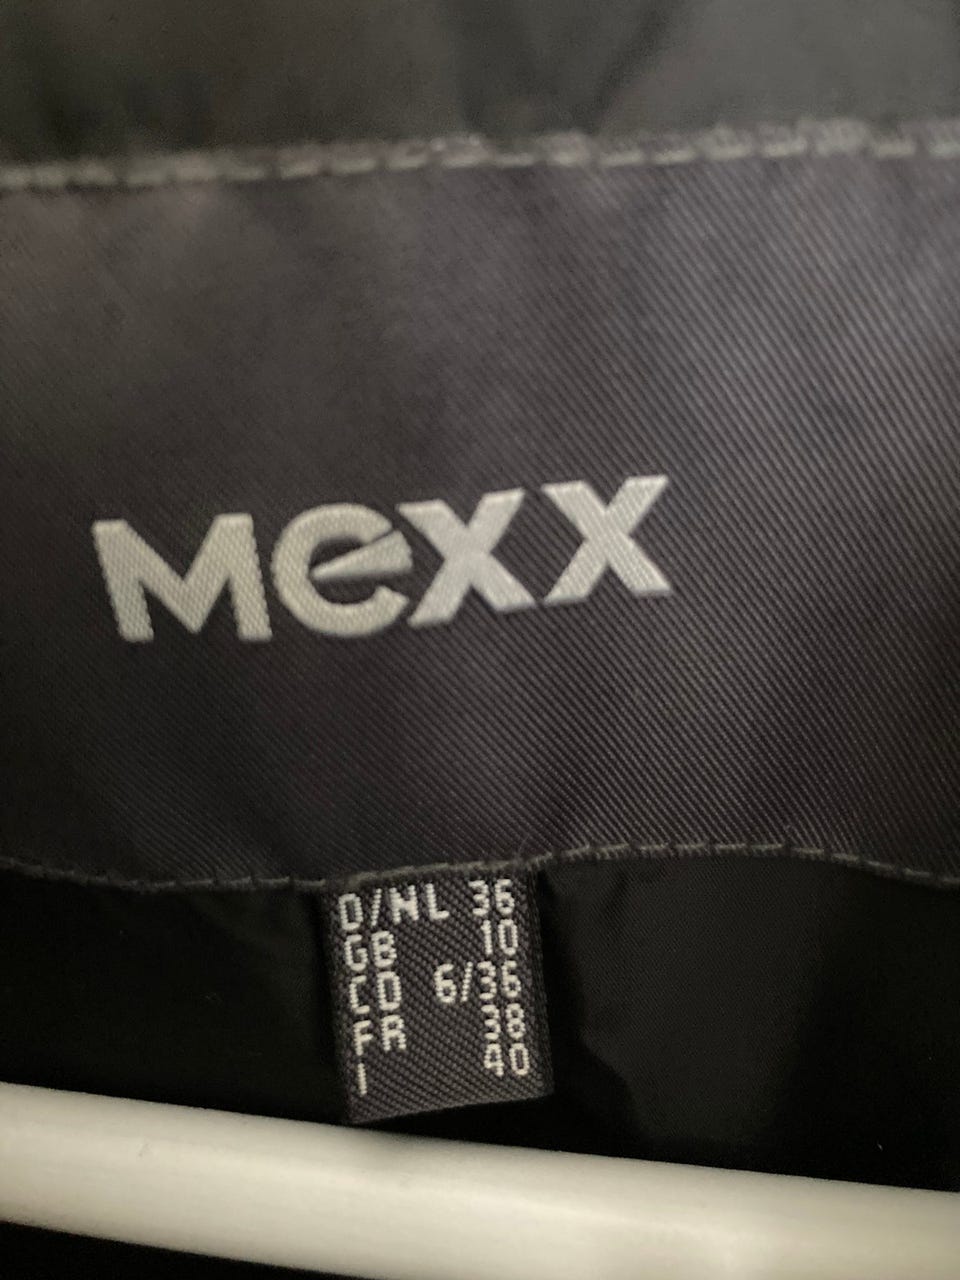 Mexx
D/NL 36
GB 10
CD 6/36
FR 38
I 40